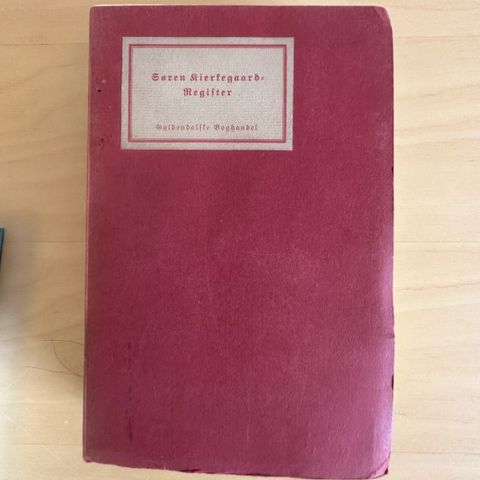 Søren Kierkegaard-
Register
Gyldendalske Boghandel